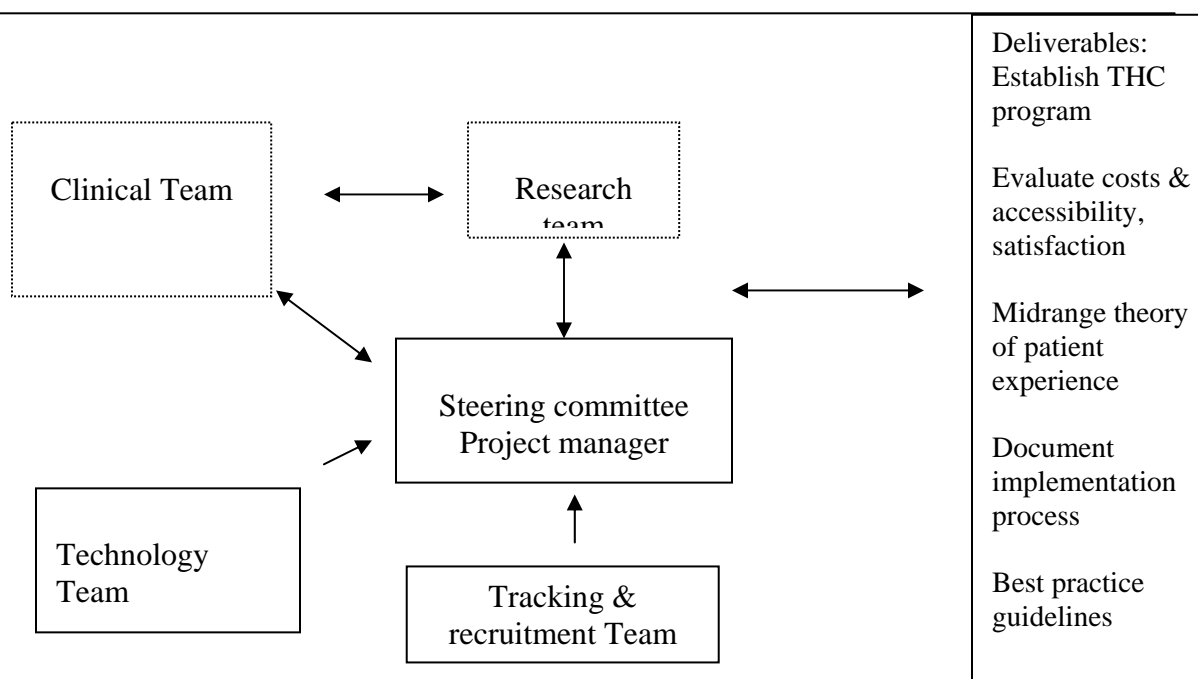 Clinical Team
Research
team
Steering committee
Project manager
Technology
Team
Tracking &
recruitment Team
Deliverables:
Establish THC
program
Evaluate costs &
accessibility,
satisfaction
Midrange theory
of patient
experience
Document
implementation
process
Best practice
guidelines